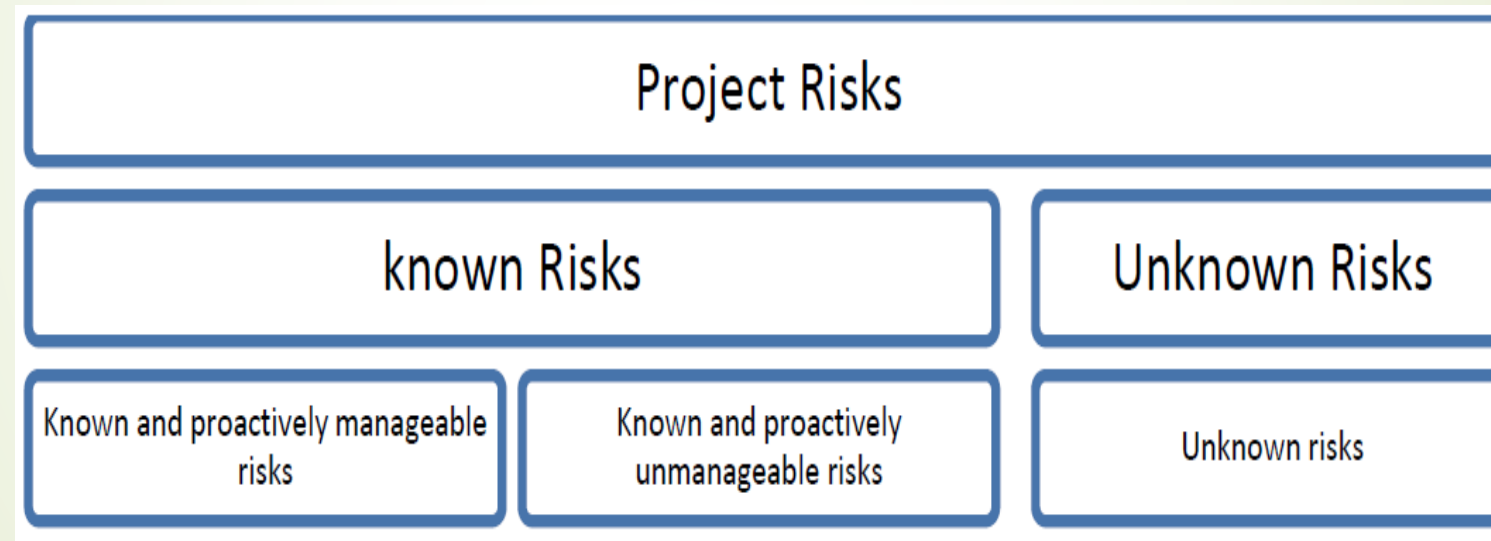 Project Risks
known Risks
Unknown Risks
Known and proactively manageable
risks
Known and proactively
unmanageable risks
Unknown risks